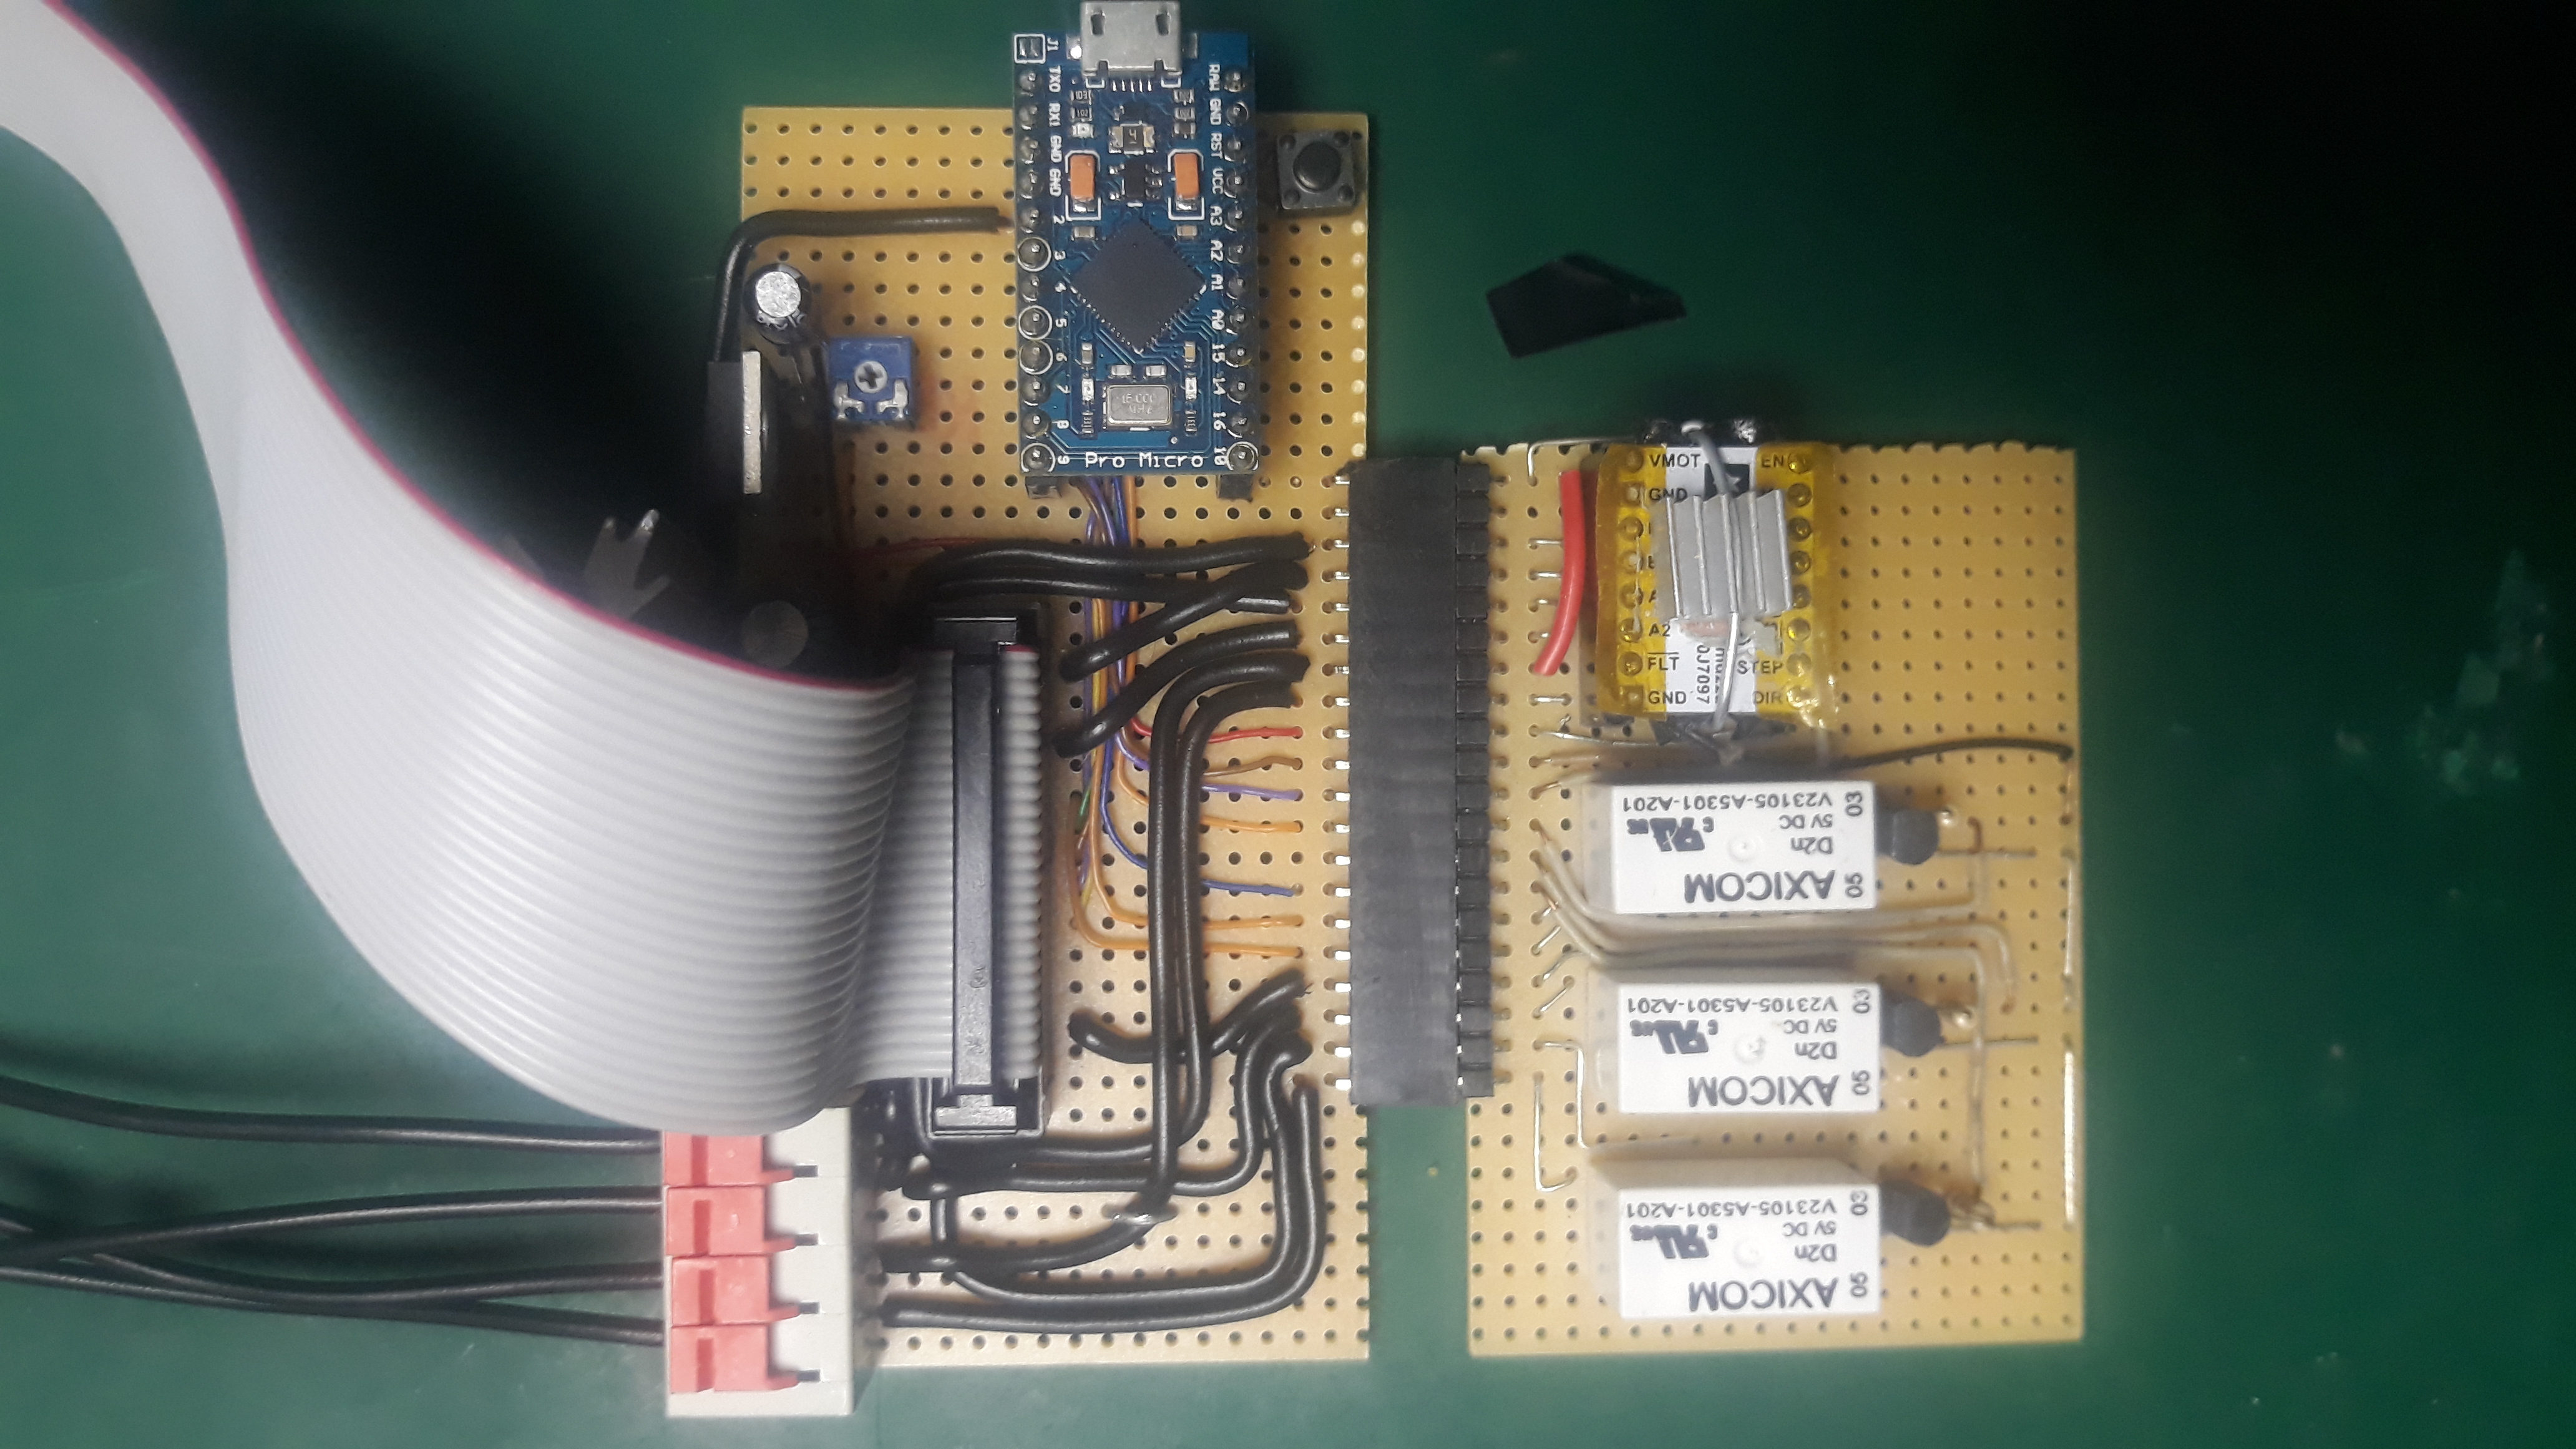 J1
TX0
RX1
GND
GND
2
3
4
5
6
7
8
9
Pro Micro
RAW
GND
RST
VCC
A3
A2
A1
A0
15
14
16
10
AXICOM
D2n
5V DC
V23105-A5301-A201
05
03
AXICOM
D2n
5V DC
V23105-A5301-A201
05
03
AXICOM
D2n
5V DC
V23105-A5301-A201
05
03
GND
FLT
A2
GND
VMOT
0J7097
DIR
STEP
EN